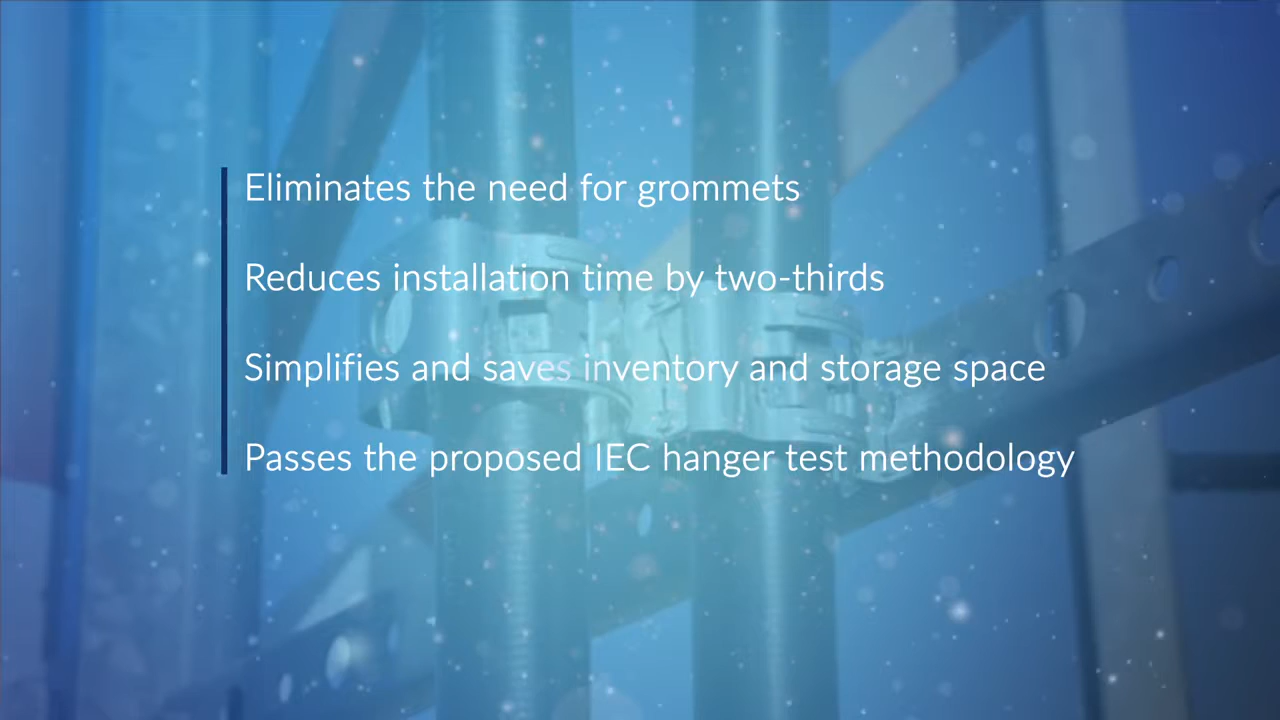 Eliminates the need for grommets
Reduces installation time by two-thirds
Simplifies and saves inventory and storage space
Passes the proposed IEC hanger test methodology